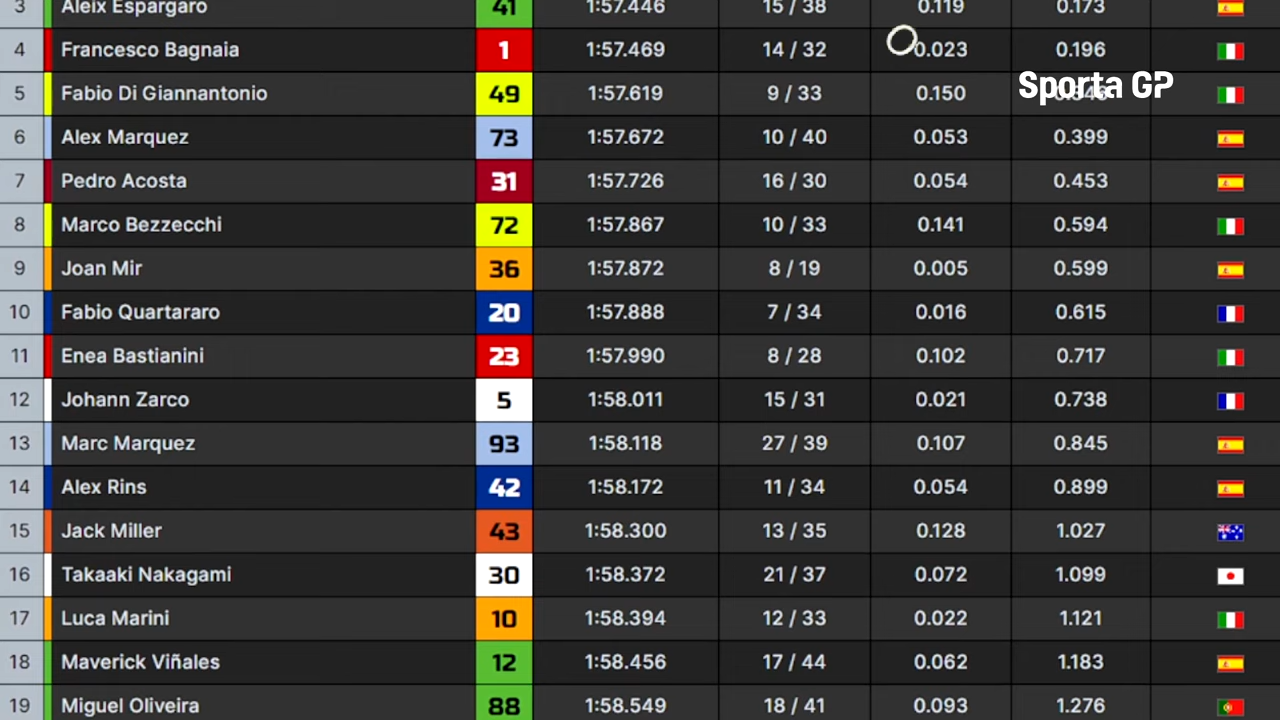 3 Aleix Espargaro 41 1:57.446 15 / 38 0.119 0.173
4 Francesco Bagnaia 1 1:57.469 14 / 32 0.023 0.196
5 Fabio Di Giannantonio 49 1:57.619 9 / 33 0.150
Sporta GP
6 Alex Marquez 73 1:57.672 10 / 40 0.053 0.399
7 Pedro Acosta 31 1:57.726 16 / 30 0.054 0.453
8 Marco Bezzecchi 72 1:57.867 10 / 33 0.141 0.594
9 Joan Mir 36 1:57.872 8 / 19 0.005 0.599
10 Fabio Quartararo 20 1:57.888 7 / 34 0.016 0.615
11 Enea Bastianini 23 1:57.990 8 / 28 0.102 0.717
12 Johann Zarco 5 1:58.011 15 / 31 0.021 0.738
13 Marc Marquez 93 1:58.118 27 / 39 0.107 0.845
14 Alex Rins 42 1:58.172 11 / 34 0.054 0.899
15 Jack Miller 43 1:58.300 13 / 35 0.128 1.027
16 Takaaki Nakagami 30 1:58.372 21 / 37 0.072 1.099
17 Luca Marini 10 1:58.394 12 / 33 0.022 1.121
18 Maverick Viñales 12 1:58.456 17 / 44 0.062 1.183
19 Miguel Oliveira 88 1:58.549 18 / 41 0.093 1.276